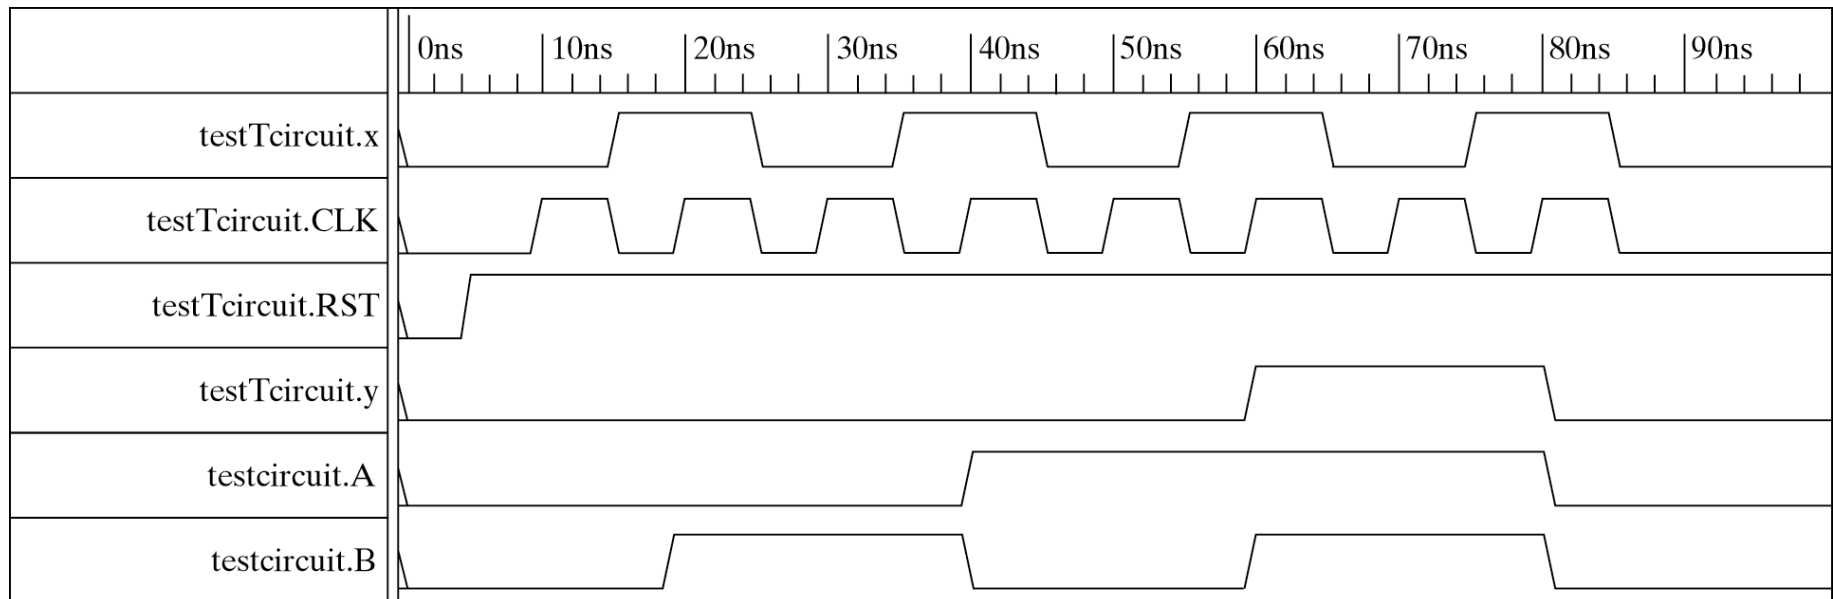 0ns 10ns 20ns 30ns 40ns 50ns 60ns 70ns 80ns 90ns
testTcircuit.x
testTcircuit.CLK
testTcircuit.RST
testTcircuit.y
testcircuit.A
testcircuit.B